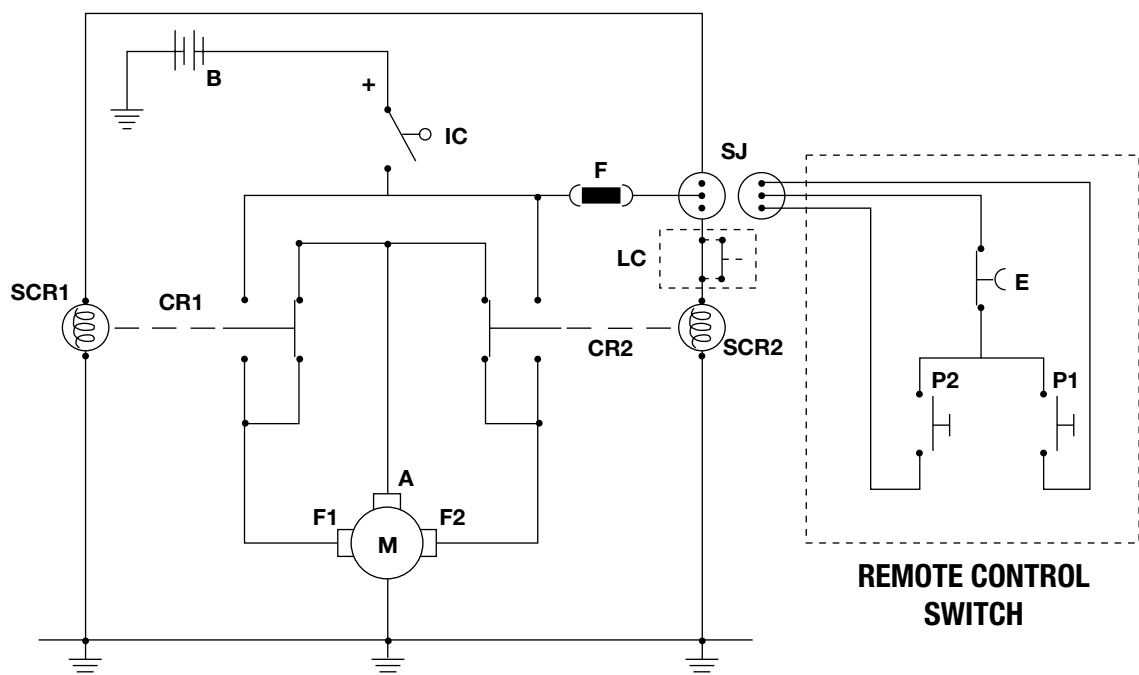 B
+
IC
SJ
F
LC
E
SCR1
CR1
CR2
SCR2
P2
P1
A
F1
F2
M
REMOTE CONTROL
SWITCH